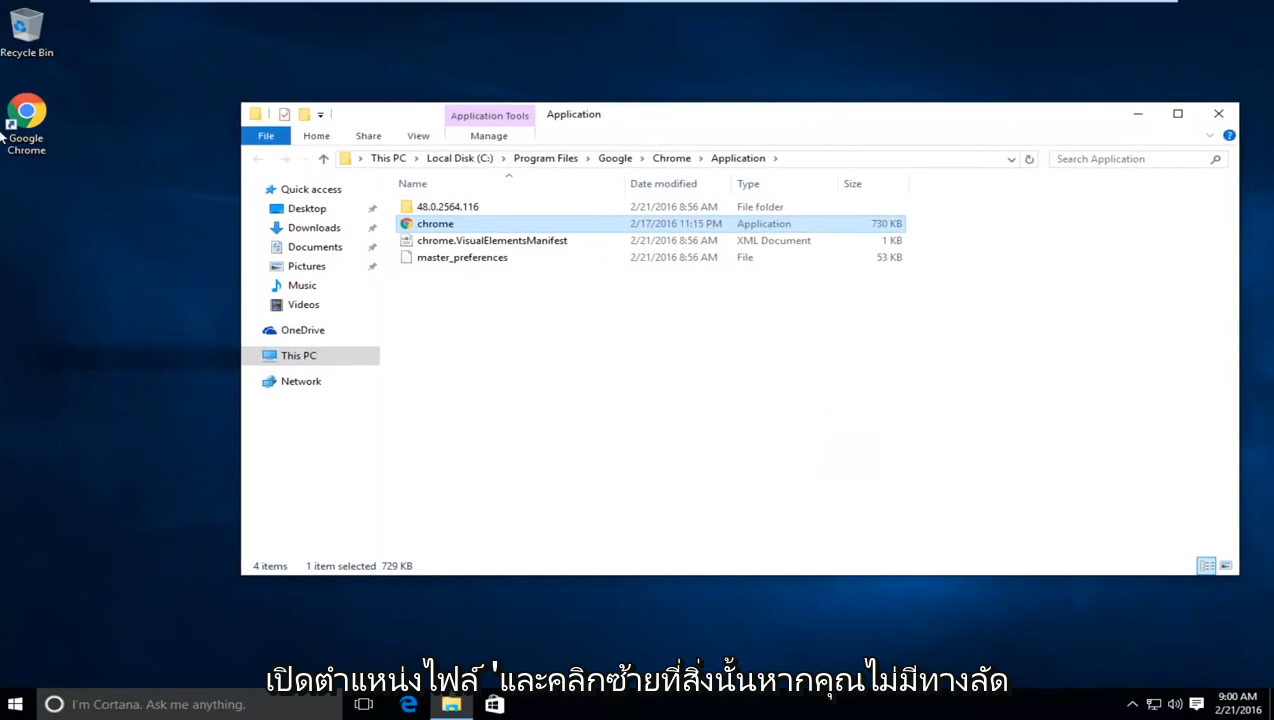 Recycle Bin
Google
Chrome
Application Tools
Application
File
Home
Share
View
Manage
This PC
Local Disk (C:)
Program Files
Google
Chrome
Application
Search Application
Quick access
Desktop
Downloads
Documents
Pictures
Music
Videos
OneDrive
This PC
Network
Name Date modified Type Size
48.0.2564.116 2/21/2016 8:56 AM File folder
chrome 2/17/2016 11:15 PM Application 730 KB
chrome.VisualElementsManifest 2/21/2016 8:56 AM XML Document 1 KB
master_preferences 2/21/2016 8:56 AM File 53 KB
4 items 1 item selected 729 KB
เปิดตำแหน่งไฟล์ 'และคลิกซ้ายที่สิ่งนั้นหากคุณไม่มีทางลัด
I'm Cortana. Ask me anything.
9:00 AM
2/21/2016